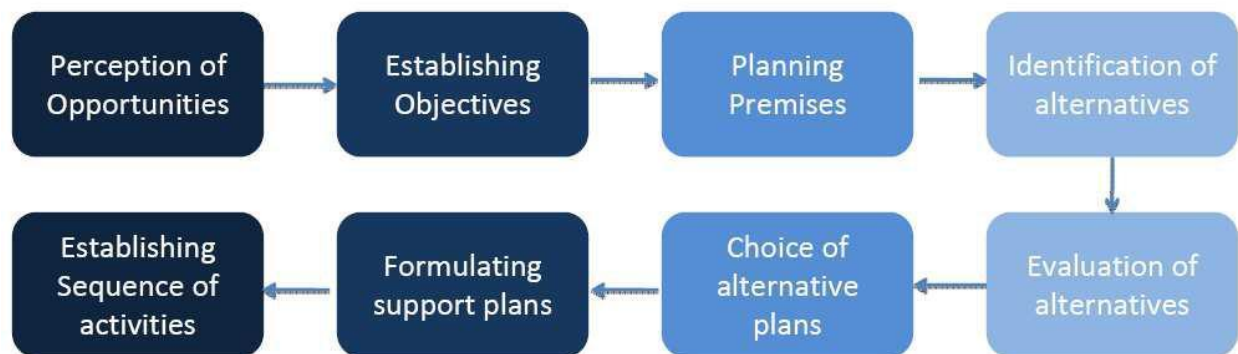 Perception of
Opportunities
Establishing
Objectives
Planning
Premises
Identification of
alternatives
Evaluation of
alternatives
Choice of
alternative
plans
Formulating
support plans
Establishing
Sequence of
activities